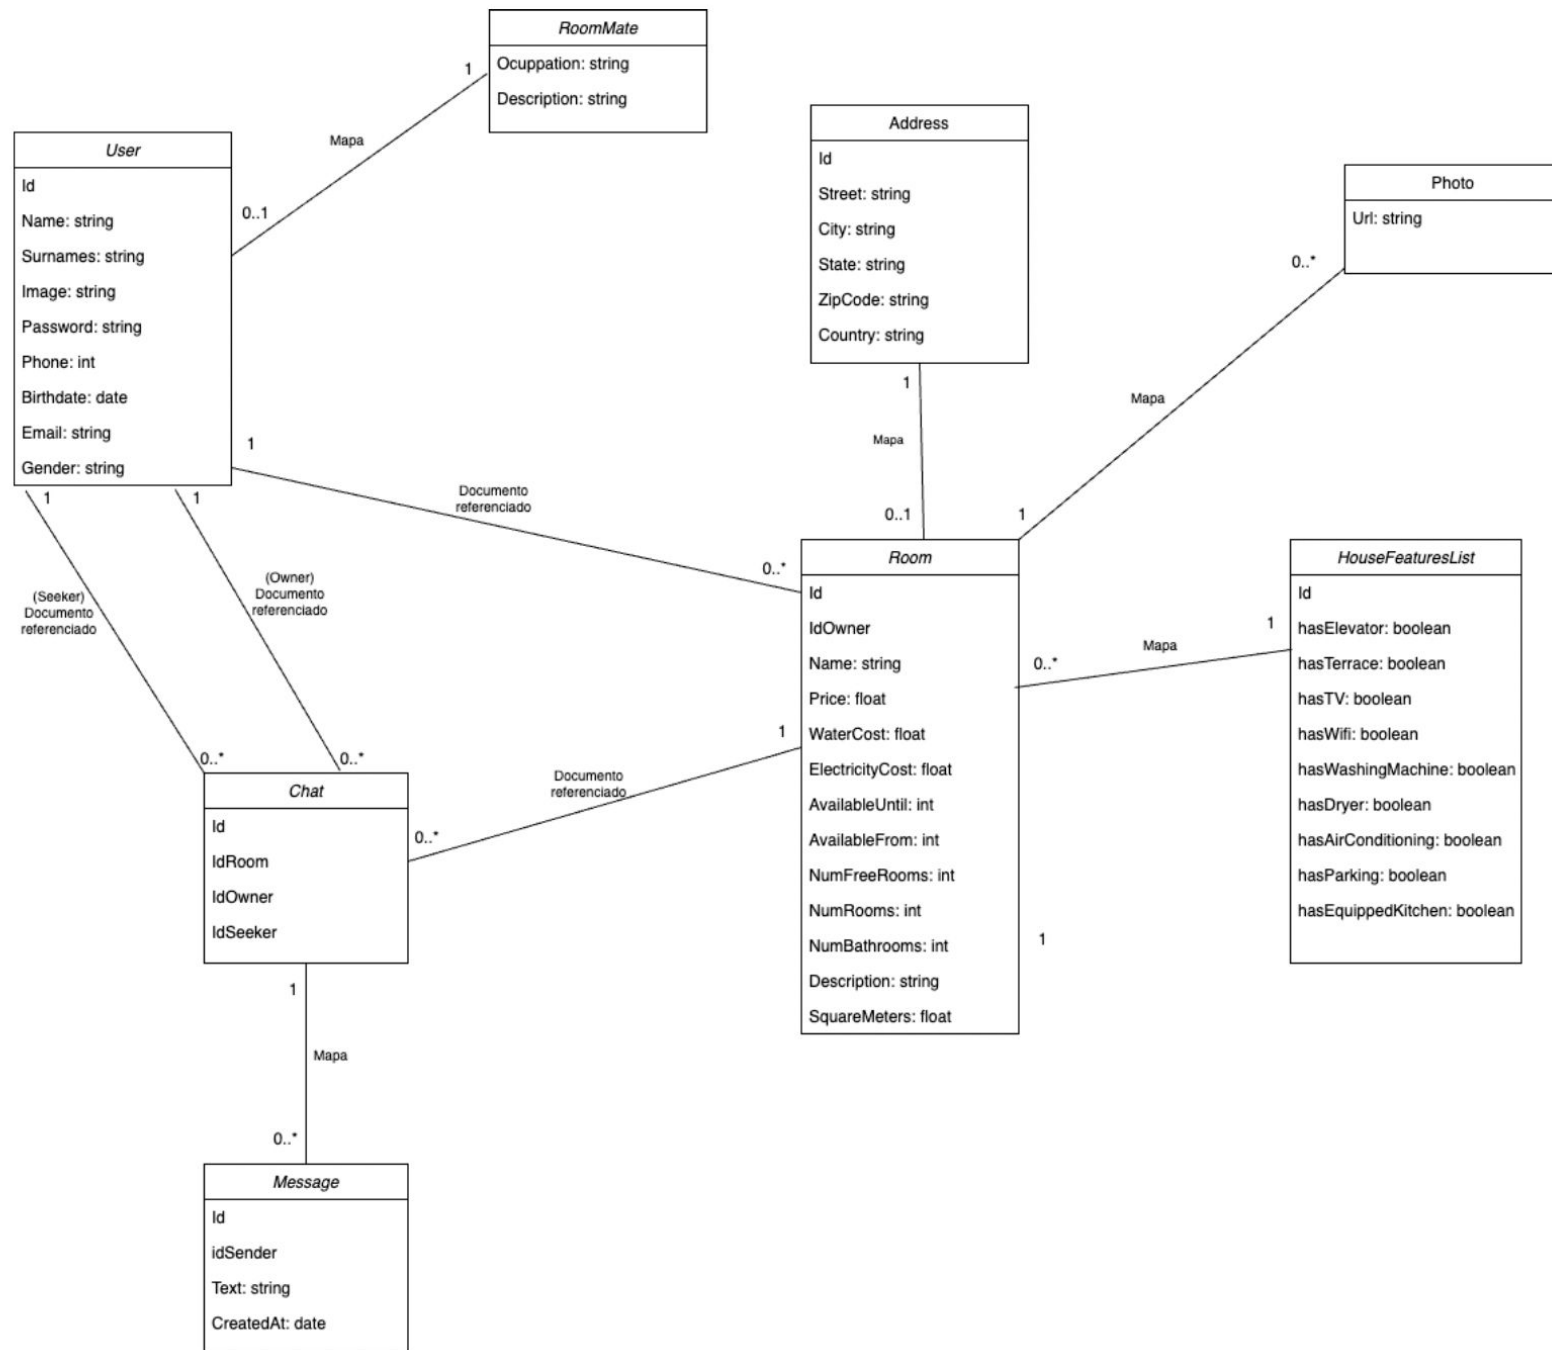 RoomMate
Ocuppation: string
Description: string
1
Mapa
0..1
User
Id
Name: string
Surnames: string
Image: string
Password: string
Phone: int
Birthdate: date
Email: string
Gender: string
Address
Id
Street: string
City: string
State: string
ZipCode: string
Country: string
Photo
Url: string
0..*
Mapa
1
1
Mapa
0..1
1
Documento
referenciado
0..*
1
(Seeker)
Documento
referenciado
0..*
1
(Owner)
Documento
referenciado
0..*
Room
Id
IdOwner
Name: string
Price: float
WaterCost: float
ElectricityCost: float
AvailableUntil: int
AvailableFrom: int
NumFreeRooms: int
NumRooms: int
NumBathrooms: int
Description: string
SquareMeters: float
1
HouseFeaturesList
Id
hasElevator: boolean
hasTerrace: boolean
hasTV: boolean
hasWifi: boolean
hasWashingMachine: boolean
hasDryer: boolean
hasAirConditioning: boolean
hasParking: boolean
hasEquippedKitchen: boolean
1
Mapa
0..*
1
Documento
referenciado
0..*
Chat
Id
IdRoom
IdOwner
IdSeeker
1
Mapa
0..*
Message
Id
idSender
Text: string
CreatedAt: date